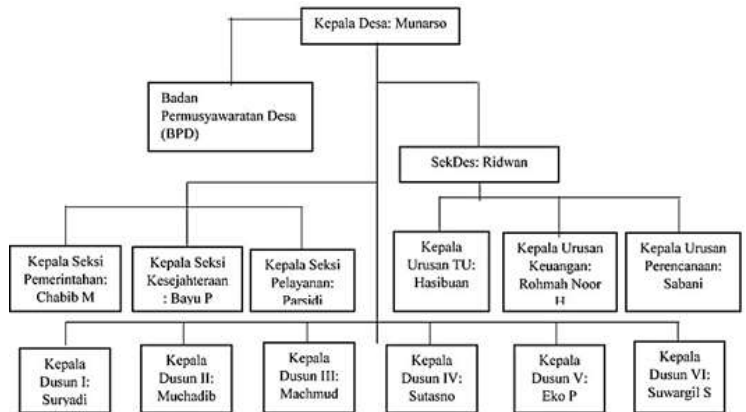 Kepala Desa: Munarso
Badan
Permusyawaratan Desa
(BPD)
SekDes: Ridwan
Kepala Seksi
Pemerintahan:
Chabib M
Kepala Seksi
Kesejahteraan
: Bayu P
Kepala Seksi
Pelayanan:
Parsidi
Kepala
Urusan TU:
Hasibuan
Kepala Urusan
Keuangan:
Rohmah Noor
H
Kepala Urusan
Perencanaan:
Sabani
Kepala
Dusun I:
Suryadi
Kepala
Dusun II:
Muchadib
Kepala
Dusun III:
Machmud
Kepala
Dusun IV:
Sutasno
Kepala
Dusun V:
Eko P
Kepala
Dusun VI:
Suwargil S